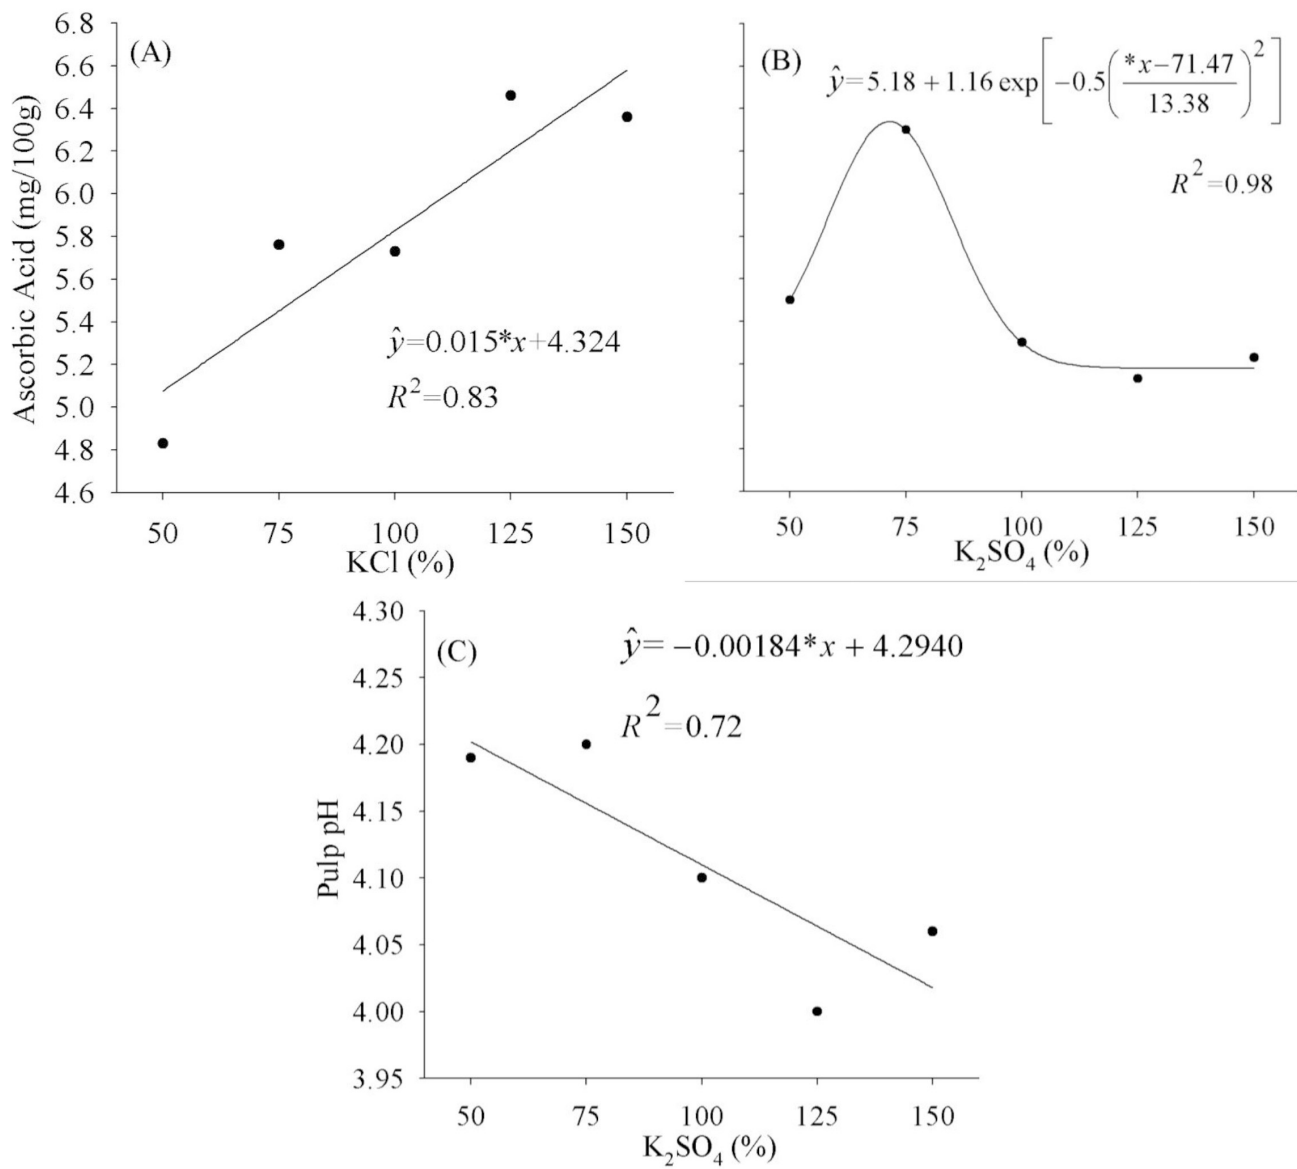 (A)
6.8
6.6
6.4
6.2
6.0
5.8
5.6
5.4
5.2
5.0
4.8
4.6
Ascorbic Acid (mg/100g)
ŷ=0.015*x+4.324
R²=0.83
50 75 100 125 150
KCl (%)
(B)
ŷ=5.18+1.16 exp[−0.5(*x−71.47/13.38)²]
R²=0.98
50 75 100 125 150
K₂SO₄ (%)
(C)
4.30
4.25
4.20
4.15
4.10
4.05
4.00
3.95
Pulp pH
ŷ=−0.00184*x+4.2940
R²=0.72
50 75 100 125 150
K₂SO₄ (%)